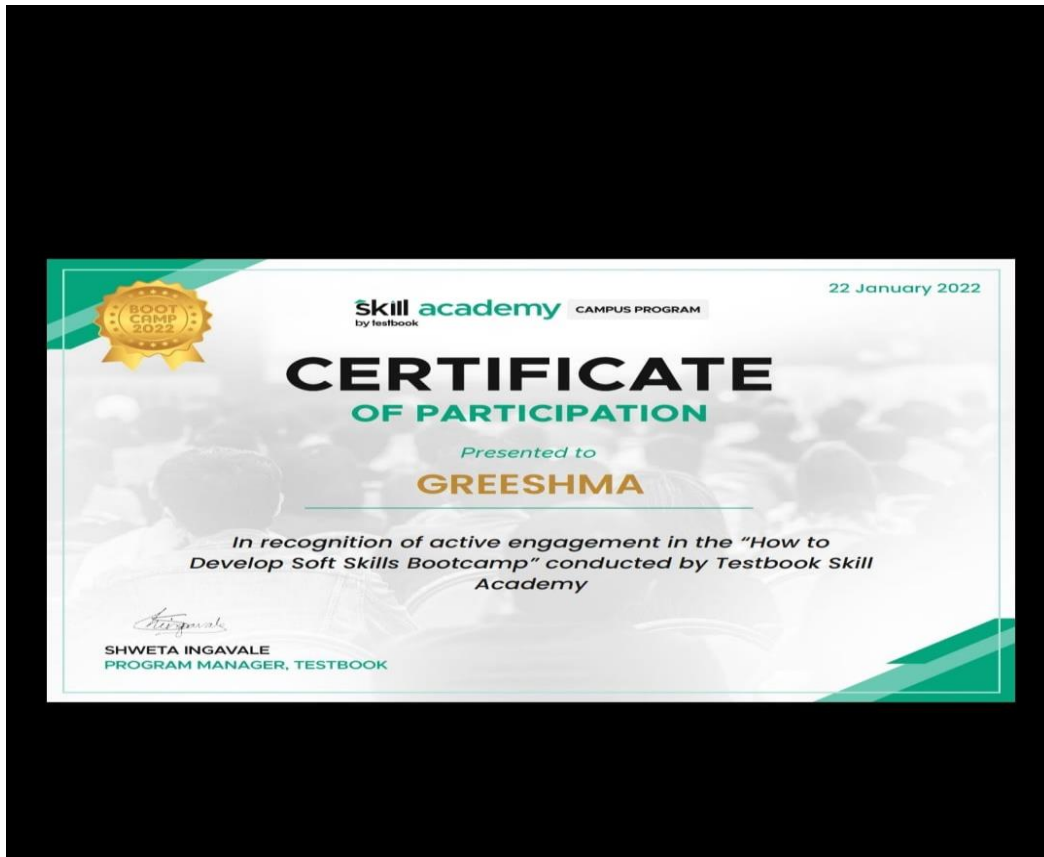 22 January 2022
BOOT
CAMP
2022
skill academy CAMPUS PROGRAM
by testbook
CERTIFICATE
OF PARTICIPATION
Presented to
GREESHMA
In recognition of active engagement in the “How to
Develop Soft Skills Bootcamp” conducted by Testbook Skill
Academy
SHWETA INGAVALE
PROGRAM MANAGER, TESTBOOK